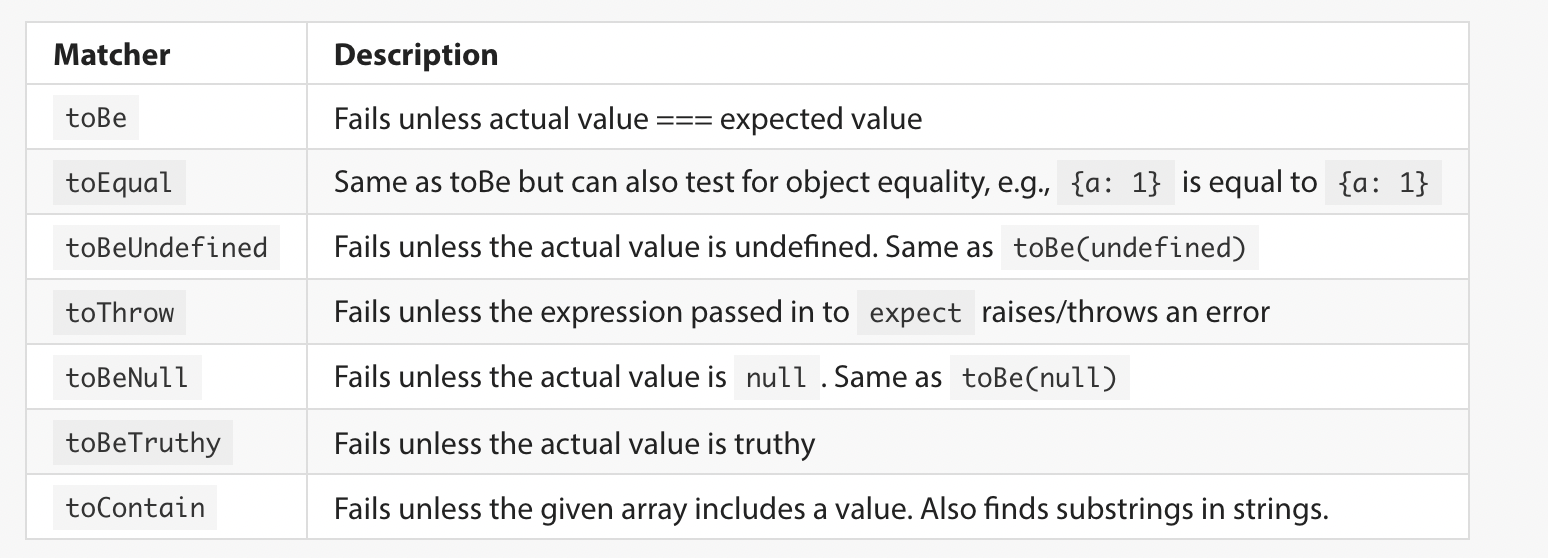 Matcher Description
toBe Fails unless actual value === expected value
toEqual Same as toBe but can also test for object equality, e.g., {a: 1} is equal to {a: 1}
toBeUndefined Fails unless the actual value is undefined. Same as toBe(undefined)
toThrow Fails unless the expression passed in to expect raises/throws an error
toBeNull Fails unless the actual value is null . Same as toBe(null)
toBeTruthy Fails unless the actual value is truthy
toContain Fails unless the given array includes a value. Also finds substrings in strings.